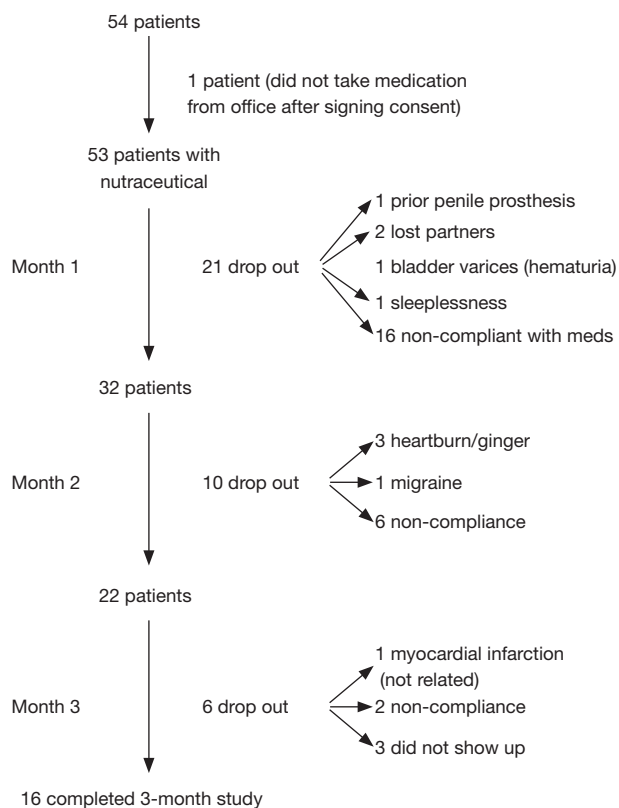 54 patients
1 patient (did not take medication
from office after signing consent)
53 patients with
nutraceutical
1 prior penile prosthesis
2 lost partners
Month 1
21 drop out
1 bladder varices (hematuria)
1 sleeplessness
16 non-compliant with meds
32 patients
3 heartburn/ginger
Month 2
10 drop out
1 migraine
6 non-compliance
22 patients
1 myocardial infarction
(not related)
Month 3
6 drop out
2 non-compliance
3 did not show up
16 completed 3-month study